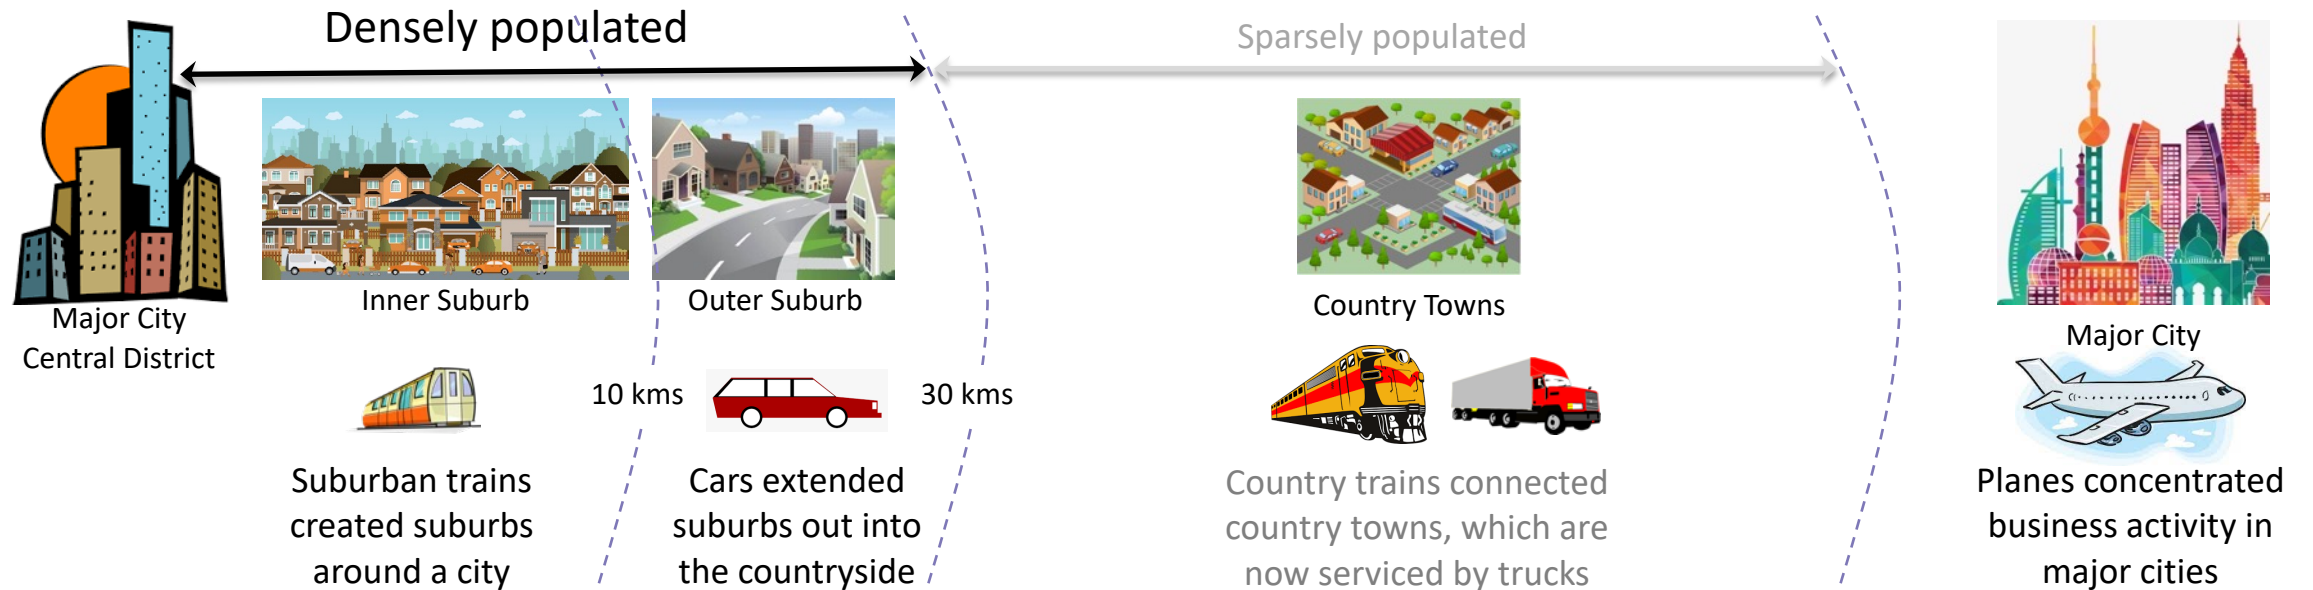 Densely populated
Sparsely populated
Major City
Central District
Inner Suburb
Outer Suburb
Country Towns
Major City
10 kms
30 kms
Suburban trains
created suburbs
around a city
Cars extended
suburbs out into
the countryside
Country trains connected
country towns, which are
now serviced by trucks
Planes concentrated
business activity in
major cities